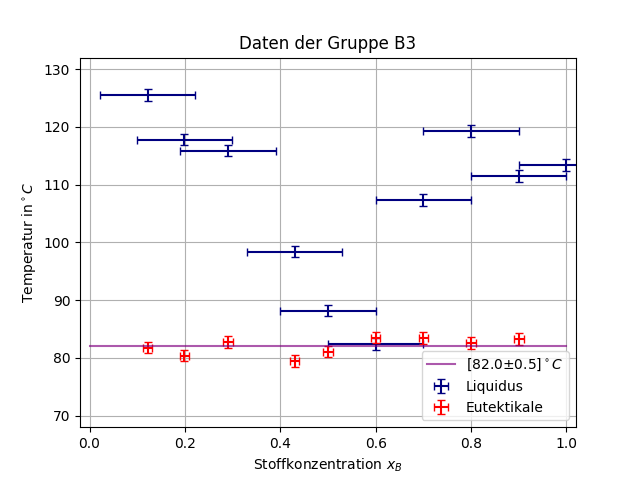 Daten der Gruppe B3
Temperatur in °C
130
120
110
100
90
80
70
[82.0±0.5]°C
Liquidus
Eutektikale
0.0 0.2 0.4 0.6 0.8 1.0
Stoffkonzentration x_B